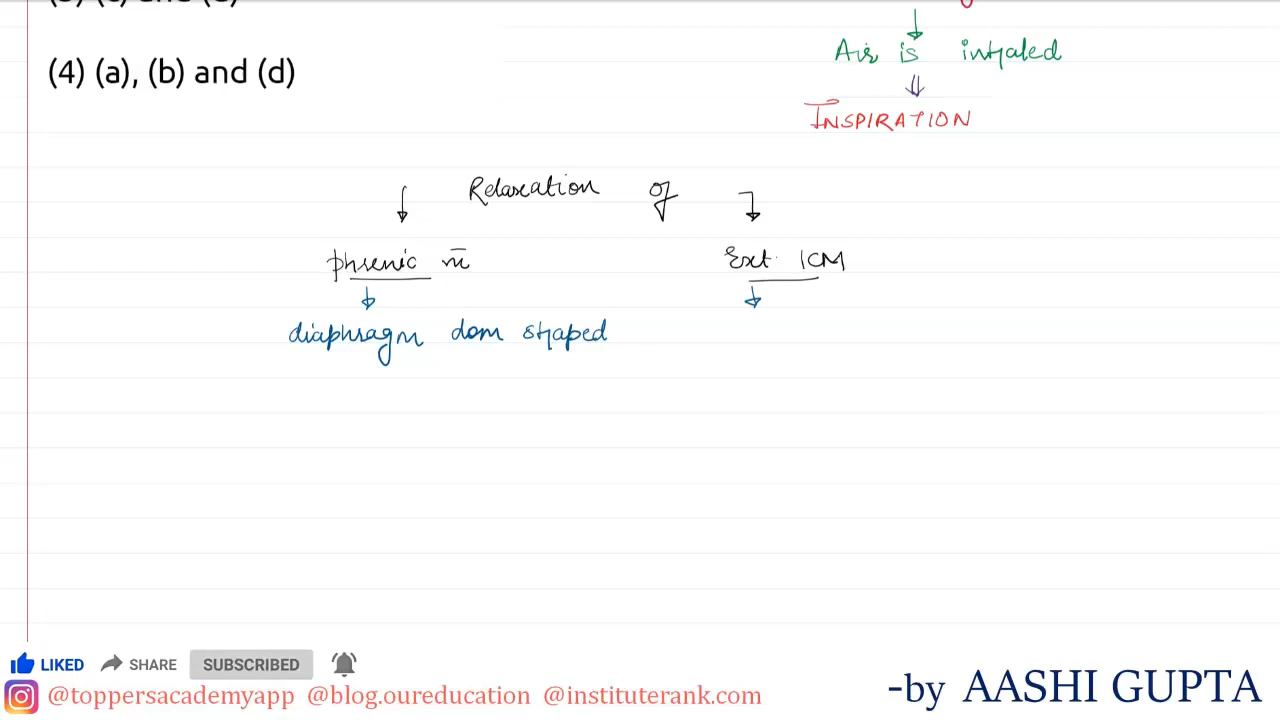 Air is inhaled
(4) (a), (b) and (d)
INSPIRATION
Relaxation of
phrenic m̄
Ext. ICM
diaphragm dom shaped
LIKED SHARE SUBSCRIBED
@toppersacademyapp @blog.oureducation @instituterank.com
-by AASHI GUPTA